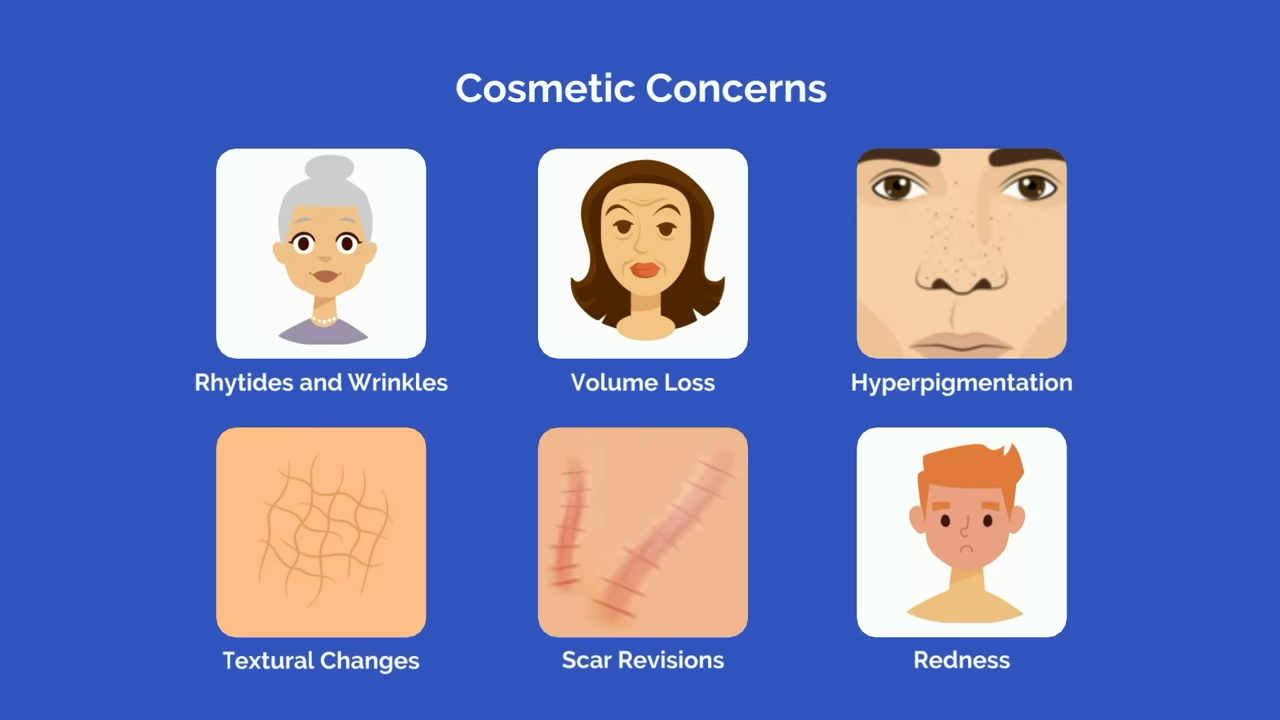 Cosmetic Concerns
Rhytides and Wrinkles
Volume Loss
Hyperpigmentation
Textural Changes
Scar Revisions
Redness